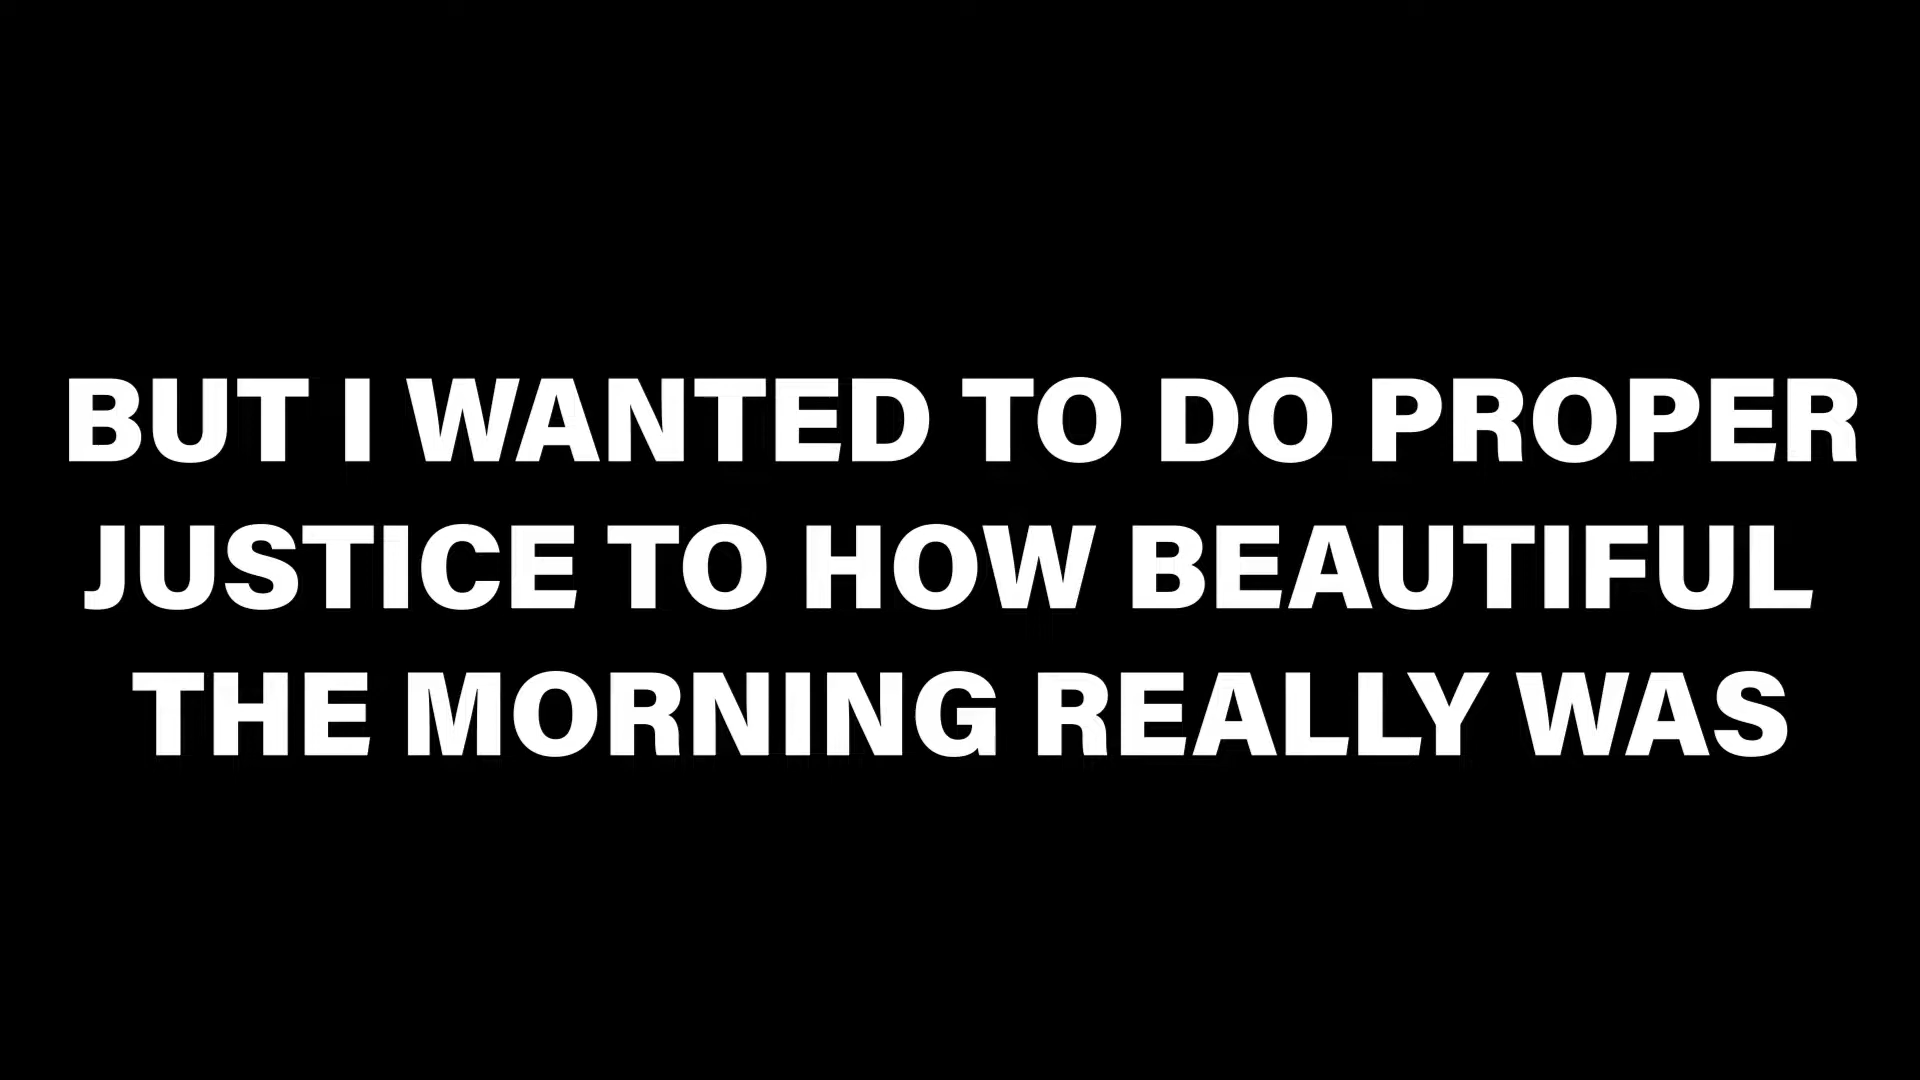 BUT I WANTED TO DO PROPER
JUSTICE TO HOW BEAUTIFUL
THE MORNING REALLY WAS